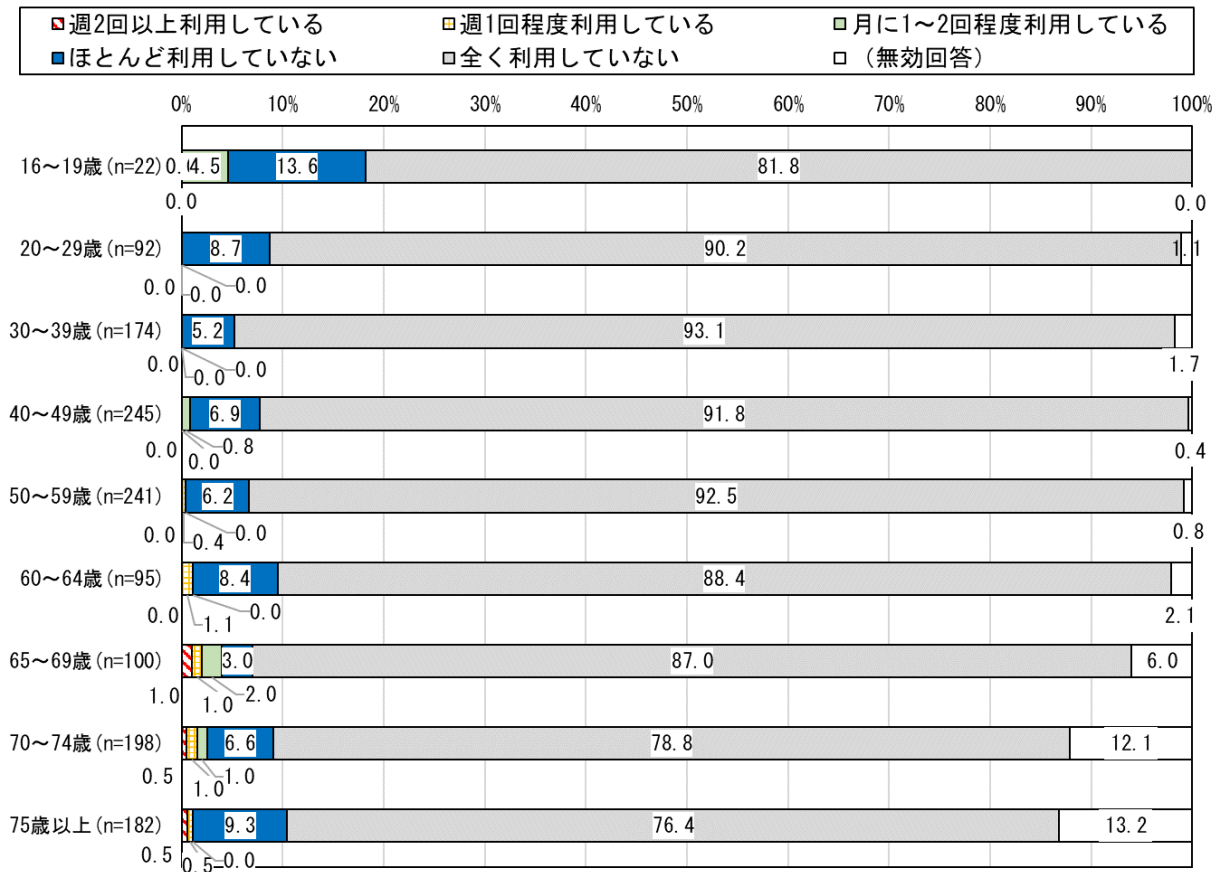 週2回以上利用している 週1回程度利用している 月に1～2回程度利用している
ほとんど利用していない 全く利用していない （無効回答）
0% 10% 20% 30% 40% 50% 60% 70% 80% 90% 100%
16～19歳(n=22) 0. 4.5 13.6 81.8
0.0 0.0
20～29歳(n=92) 8.7 90.2 1.1
0.0 0.0 0.0
30～39歳(n=174) 5.2 93.1
0.0 0.0 0.0 1.7
40～49歳(n=245) 6.9 91.8
0.0 0.0 0.8 0.4
50～59歳(n=241) 6.2 92.5
0.0 0.4 0.0 0.8
60～64歳(n=95) 8.4 88.4
0.0 1.1 0.0 2.1
65～69歳(n=100) 3.0 87.0 6.0
1.0 1.0 2.0
70～74歳(n=198) 6.6 78.8 12.1
0.5 1.0 1.0
75歳以上(n=182) 9.3 76.4 13.2
0.5 0.5 0.0